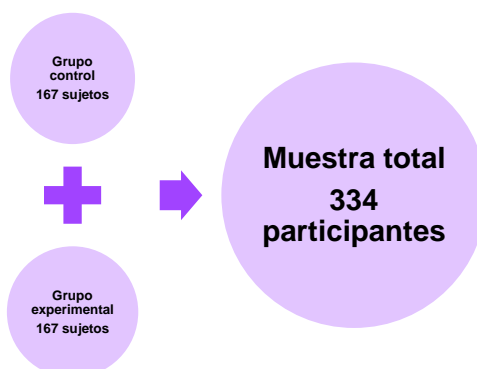 Grupo
control
167 sujetos
Grupo
experimental
167 sujetos
Muestra total
334
participantes